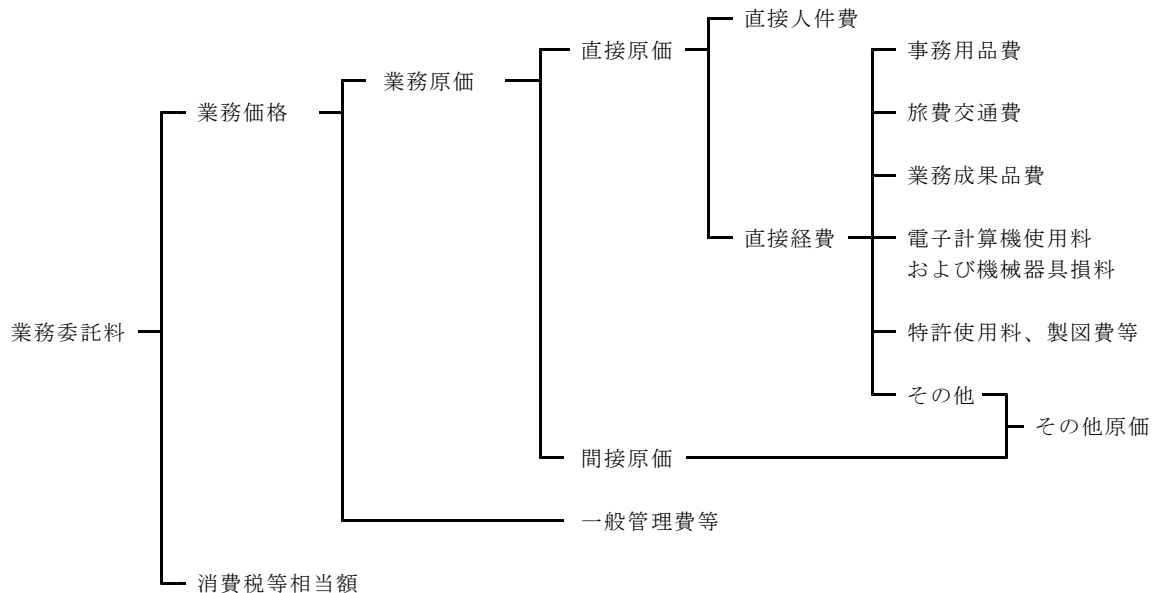 直接人件費
直接原価
事務用品費
業務原価
業務価格
旅費交通費
業務成果品費
直接経費
電子計算機使用料
および機械器具損料
業務委託料
特許使用料、製図費等
その他
その他原価
間接原価
一般管理費等
消費税等相当額